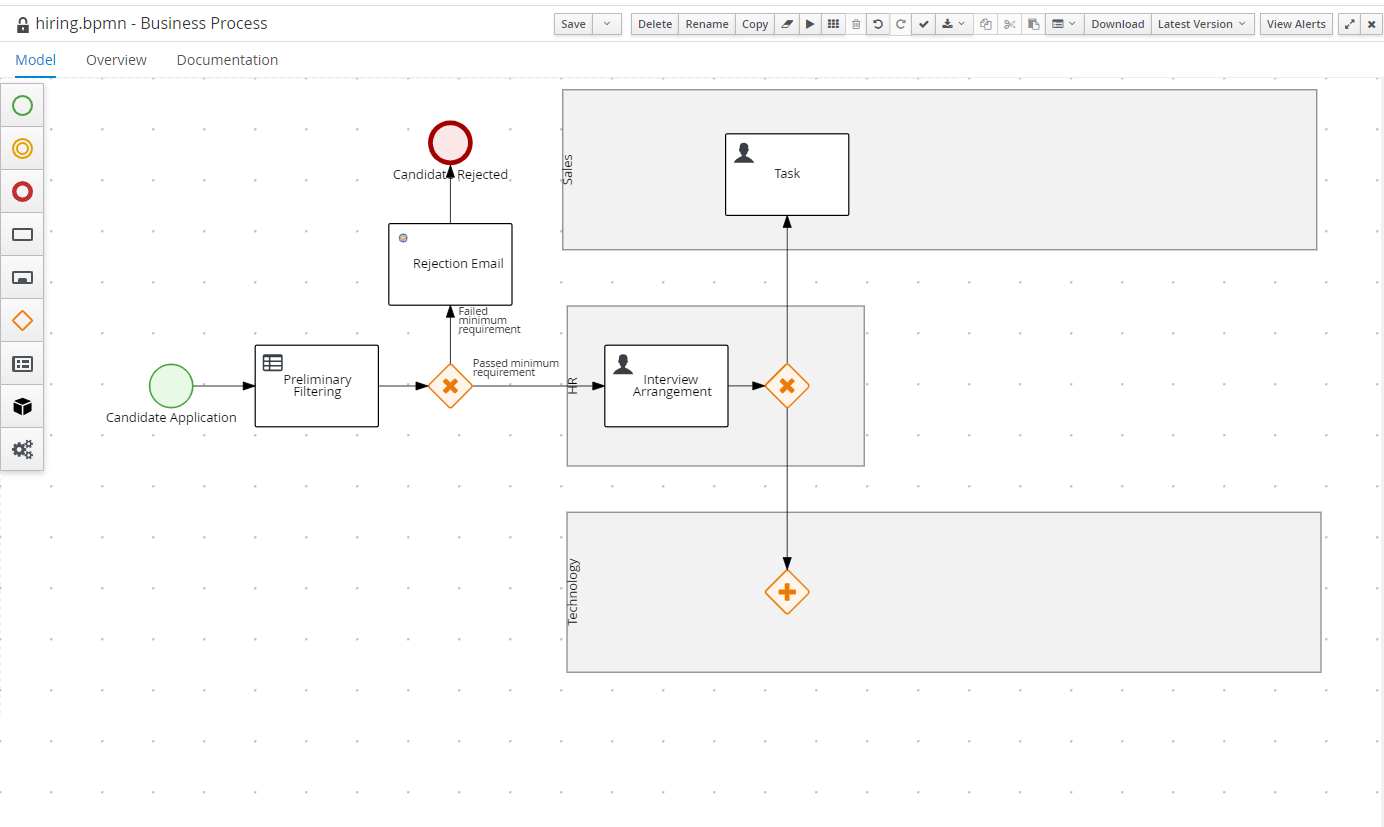 hiring.bpmn - Business Process
Save
Delete
Rename
Copy
Download
Latest Version
View Alerts
Model
Overview
Documentation
Candidate Rejected
Rejection Email
Failed
minimum
requirement
Candidate Application
Preliminary
Filtering
Passed minimum
requirement
Sales
Task
HR
Interview
Arrangement
Technology